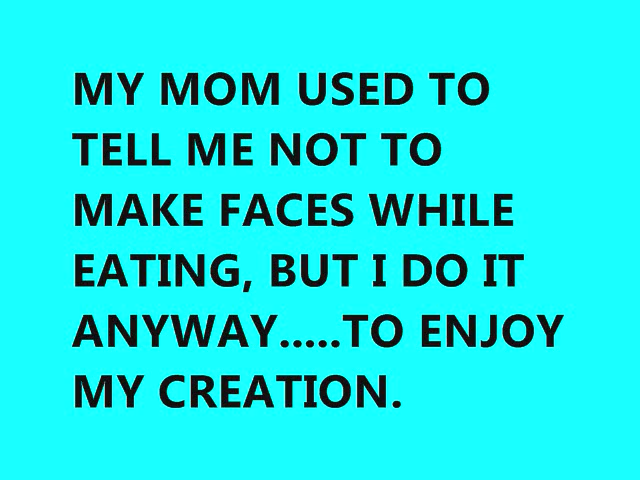 MY MOM USED TO
TELL ME NOT TO
MAKE FACES WHILE
EATING, BUT I DO IT
ANYWAY.....TO ENJOY
MY CREATION.